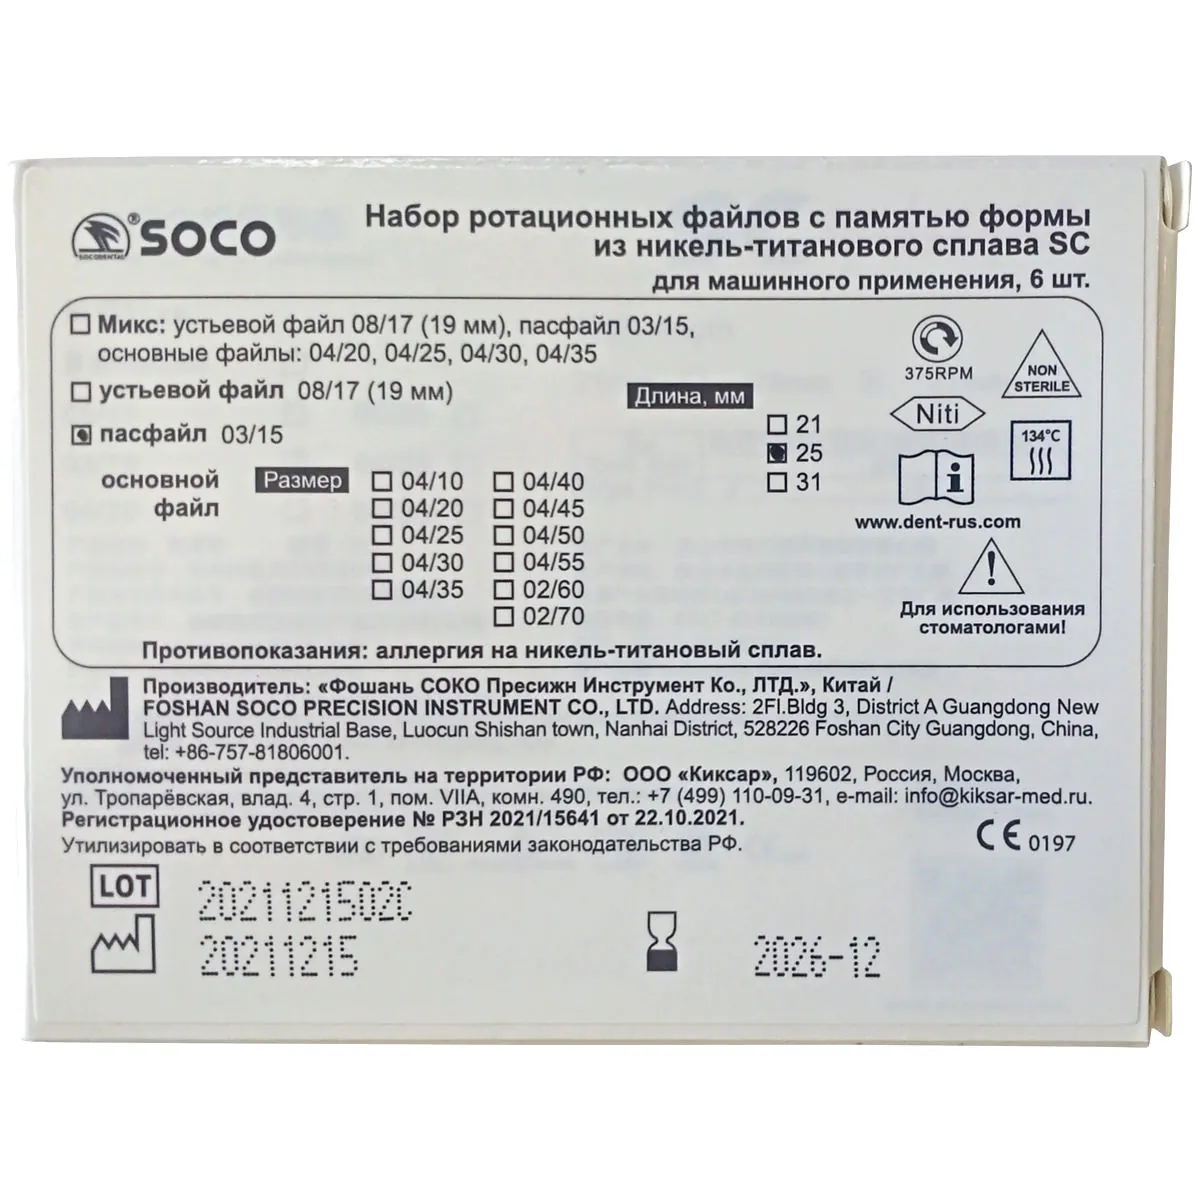 SOCO
SOCODENTAL
Набор ротационных файлов с памятью формы
из никель-титанового сплава SC
для машинного применения, 6 шт.
Микс: устьевой файл 08/17 (19 мм), пасфайл 03/15,
основные файлы: 04/20, 04/25, 04/30, 04/35
устьевой файл 08/17 (19 мм)
пасфайл 03/15
основной файл
Размер
04/10
04/20
04/25
04/30
04/35
04/40
04/45
04/50
04/55
02/60
02/70
Длина, мм
21
25
31
375RPM
NON
STERILE
Niti
134°C
i
www.dent-rus.com
!
Для использования
стоматологами!
Противопоказания: аллергия на никель-титановый сплав.
Производитель: «Фошань СОКО Пресижн Инструмент Ко., ЛТД.», Китай /
FOSHAN SOCO PRECISION INSTRUMENT CO., LTD. Address: 2Fl.Bldg 3, District A Guangdong New
Light Source Industrial Base, Luocun Shishan town, Nanhai District, 528226 Foshan City Guangdong, China,
tel: +86-757-81806001.
Уполномоченный представитель на территории РФ: ООО «Киксар», 119602, Россия, Москва,
ул. Тропарёвская, влад. 4, стр. 1, пом. VIIA, комн. 490, тел.: +7 (499) 110-09-31, e-mail: info@kiksar-med.ru.
Регистрационное удостоверение № РЗН 2021/15641 от 22.10.2021.
Утилизировать в соответствии с требованиями законодательства РФ.
CE 0197
LOT 2021121502C
20211215
2026-12